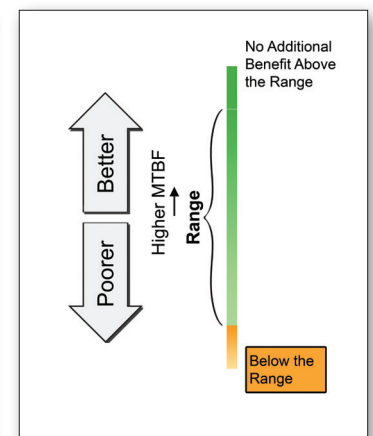 No Additional
Benefit Above
the Range
Better
Higher MTBF
Range
Poorer
Below the
Range